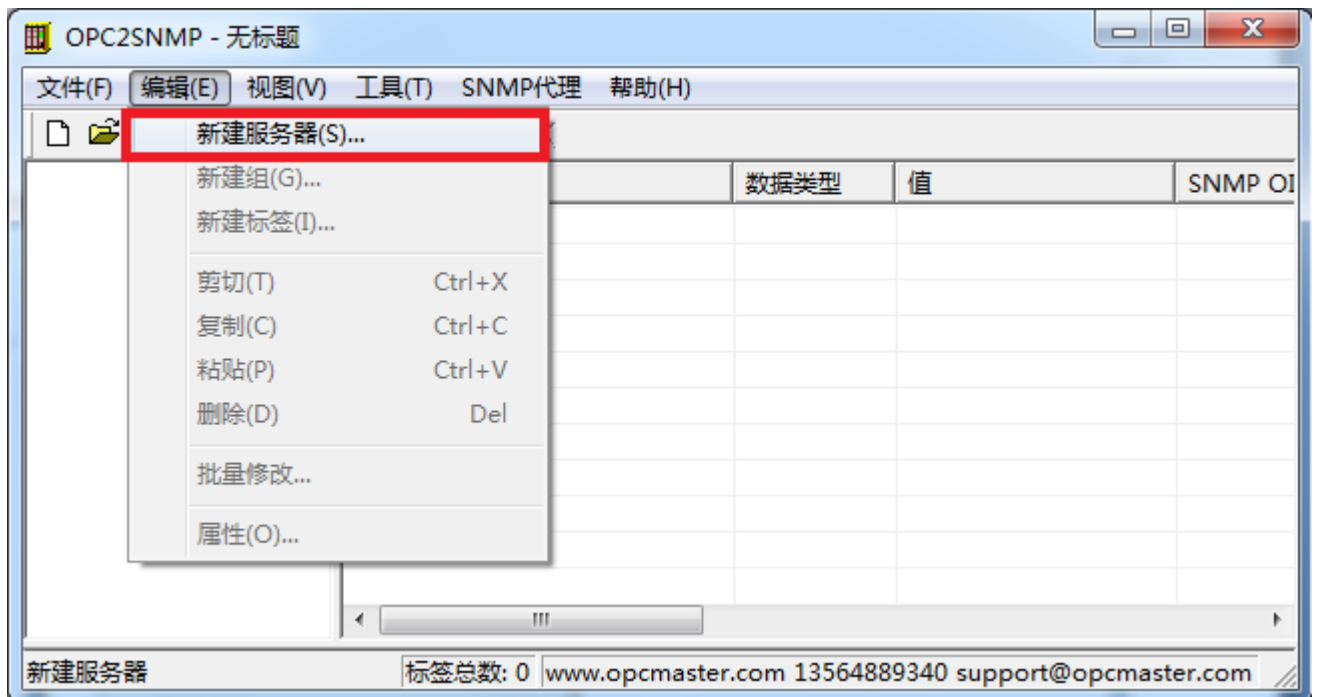 OPC2SNMP - 无标题
文件(F) 编辑(E) 视图(V) 工具(T) SNMP代理 帮助(H)
新建服务器(S)...
新建组(G)...
数据类型 值 SNMP OI
新建标签(I)...
剪切(T) Ctrl+X
复制(C) Ctrl+C
粘贴(P) Ctrl+V
删除(D) Del
批量修改...
属性(O)...
新建服务器 标签总数: 0 www.opcmaster.com 13564889340 support@opcmaster.com